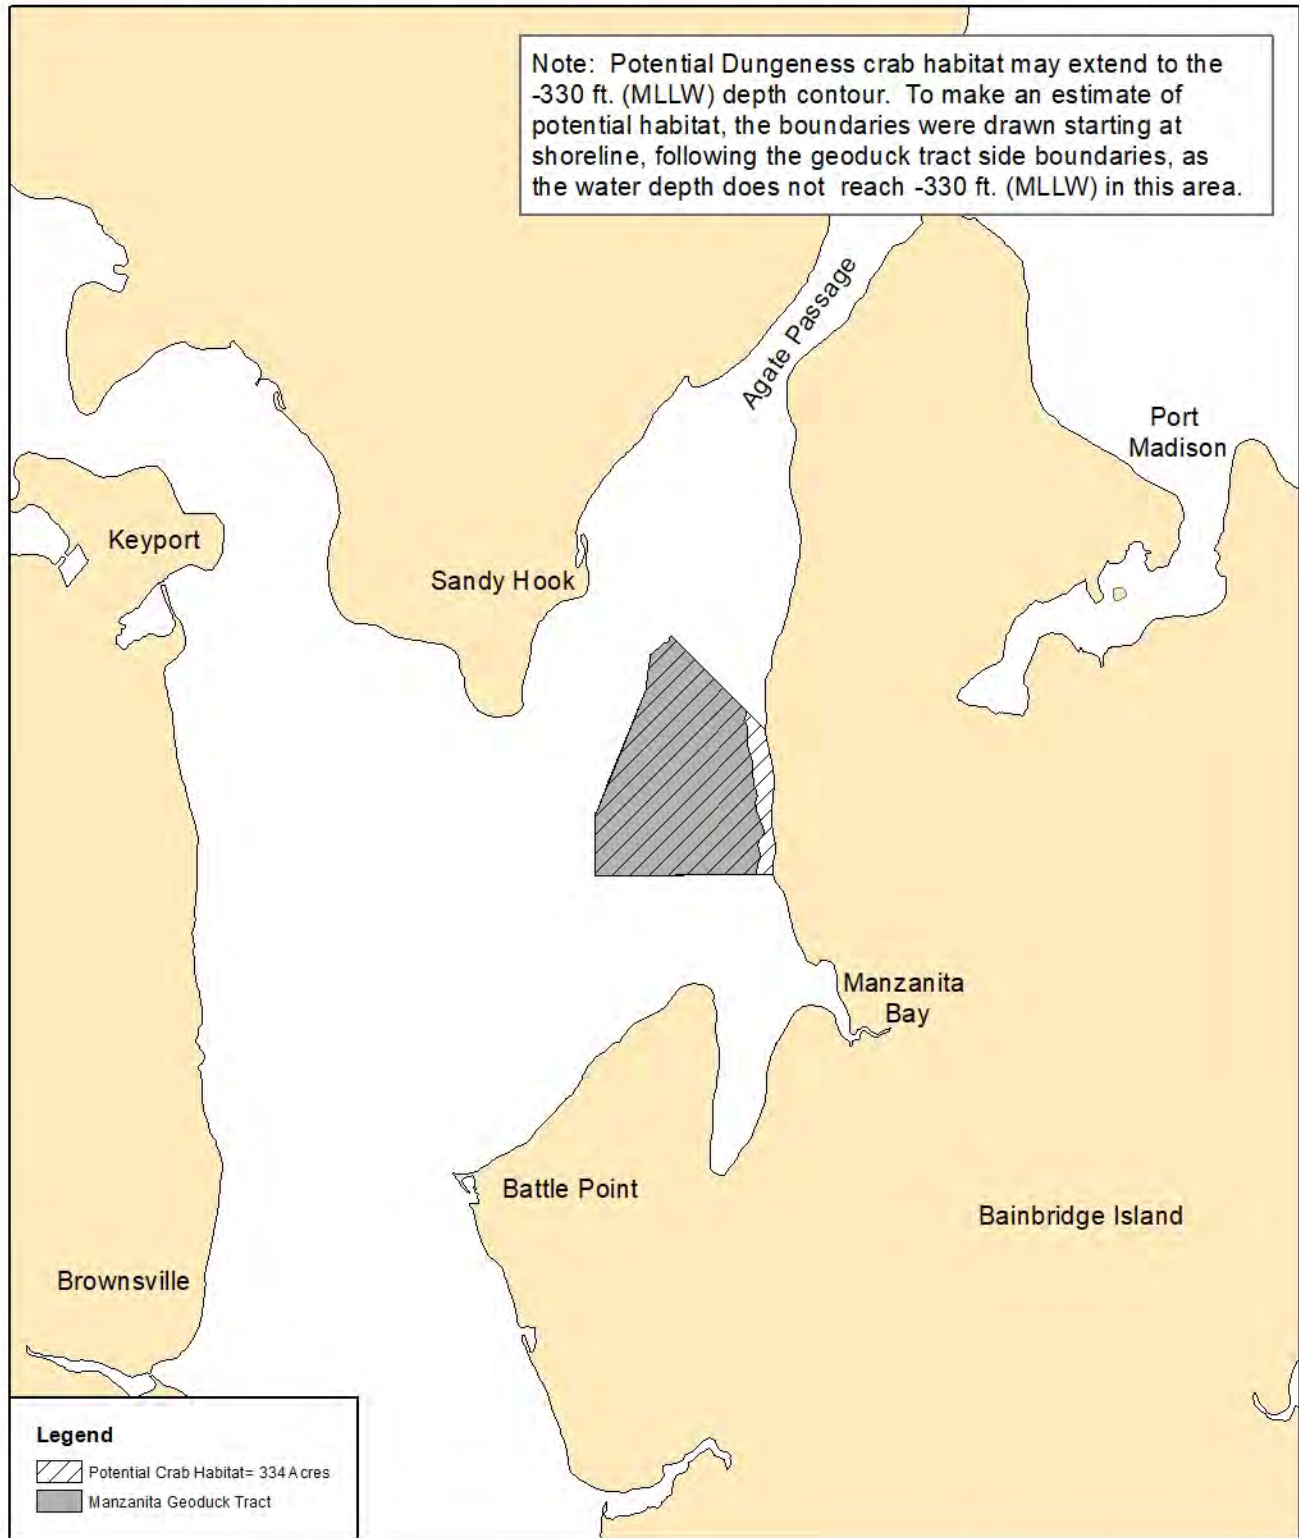 Note: Potential Dungeness crab habitat may extend to the
-330 ft. (MLLW) depth contour. To make an estimate of
potential habitat, the boundaries were drawn starting at
shoreline, following the geoduck tract side boundaries, as
the water depth does not reach -330 ft. (MLLW) in this area.
Agate Passage
Port
Madison
Keyport
Sandy Hook
Manzanita
Bay
Battle Point
Bainbridge Island
Brownsville
Legend
Potential Crab Habitat= 334 Acres
Manzanita Geoduck Tract